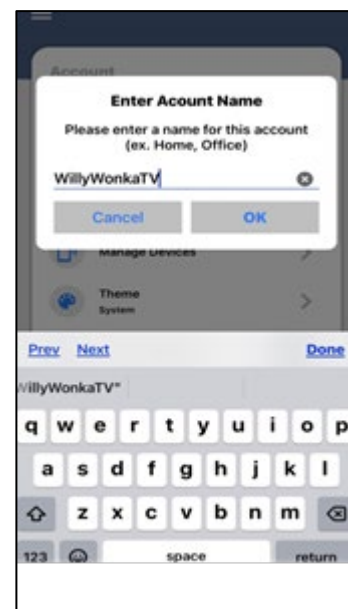 Account
Enter Acount Name
Please enter a name for this account
(ex. Home, Office)
WillyWonkaTV
Cancel OK
Manage Devices
Theme
System
Prev Next Done
WillyWonkaTV"
q w e r t y u i o p
a s d f g h j k l
z x c v b n m
123 space return